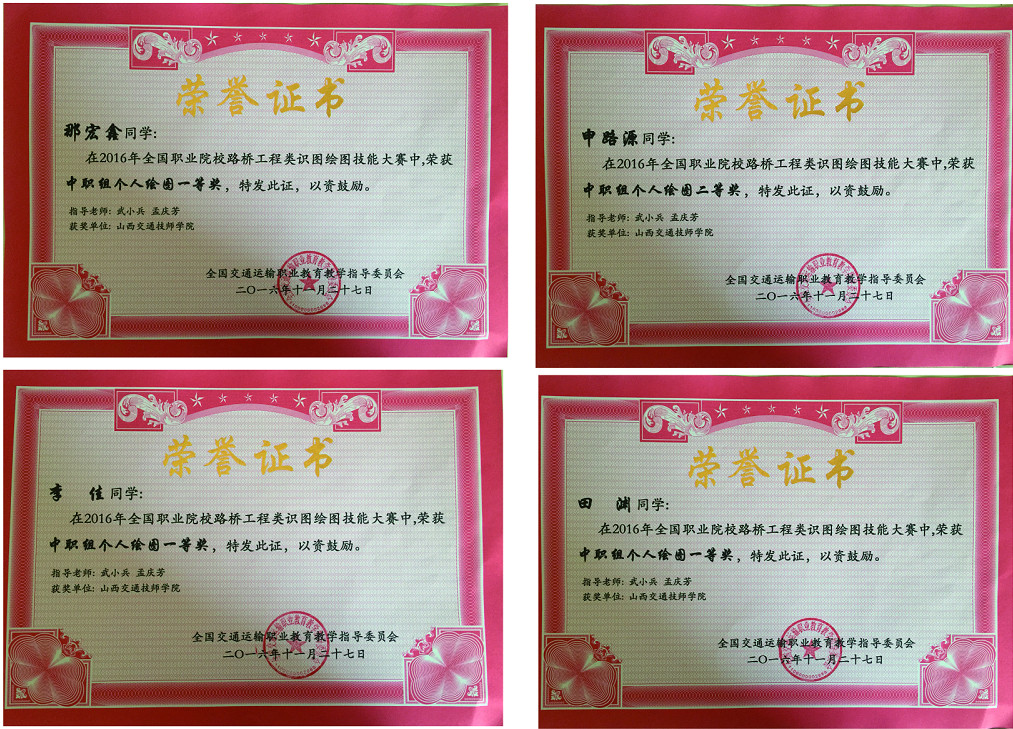 荣誉证书
那宏鑫同学:
在2016年全国职业院校路桥工程类识图绘图技能大赛中,荣获
中职组个人绘图一等奖，特发此证，以资鼓励。
指导老师: 武小兵 孟庆芳
获奖单位: 山西交通技师学院
全国交通运输职业教育教学指导委员会
二〇一六年十一月二十七日
荣誉证书
申路源同学:
在2016年全国职业院校路桥工程类识图绘图技能大赛中,荣获
中职组个人绘图二等奖，特发此证，以资鼓励。
指导老师: 武小兵 孟庆芳
获奖单位: 山西交通技师学院
全国交通运输职业教育教学指导委员会
二〇一六年十一月二十七日
荣誉证书
李 佳同学:
在2016年全国职业院校路桥工程类识图绘图技能大赛中,荣获
中职组个人绘图一等奖，特发此证，以资鼓励。
指导老师: 武小兵 孟庆芳
获奖单位: 山西交通技师学院
全国交通运输职业教育教学指导委员会
二〇一六年十一月二十七日
荣誉证书
田 渊同学:
在2016年全国职业院校路桥工程类识图绘图技能大赛中,荣获
中职组个人绘图一等奖，特发此证，以资鼓励。
指导老师: 武小兵 孟庆芳
获奖单位: 山西交通技师学院
全国交通运输职业教育教学指导委员会
二〇一六年十一月二十七日